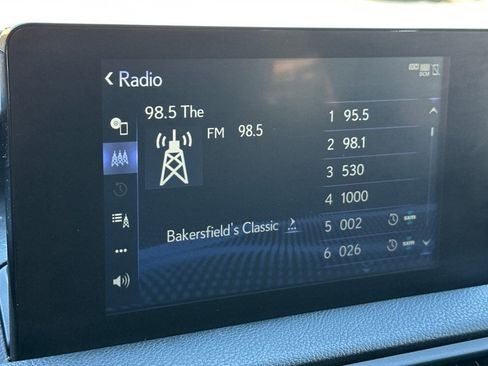 Radio
DCM
98.5 The
FM 98.5
1 95.5
2 98.1
3 530
4 1000
Bakersfield's Classic
5 002
6 026